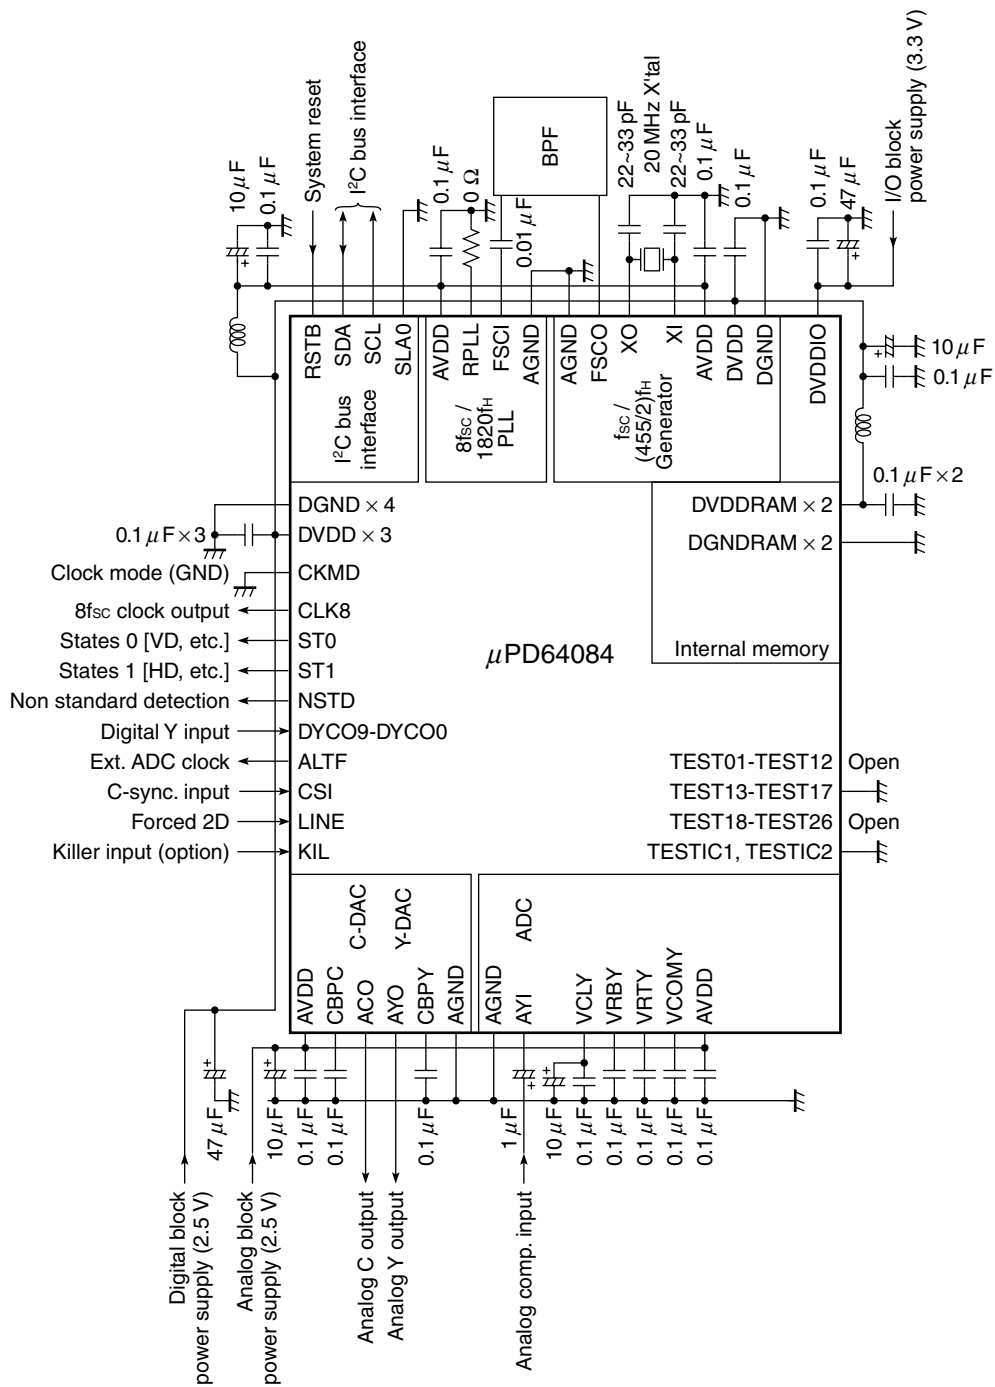 10 µF
0.1 µF
System reset
I²C bus interface
0.1 µF
0 Ω
0.01 µF
BPF
22~33 pF
20 MHz X'tal
22~33 pF
0.1 µF
0.1 µF
0.1 µF
47 µF
I/O block
power supply (3.3 V)
RSTB
SDA
SCL
SLA0
I²C bus
interface
AVDD
RPLL
FSCI
AGND
8fSC /
1820fH
PLL
AGND
FSCO
XO
XI
AVDD
DVDD
DGND
fSC /
(455/2)fH
Generator
DVDDIO
10 µF
0.1 µF
0.1 µF × 2
DGND × 4
DVDDRAM × 2
0.1 µF × 3
DVDD × 3
DGNDRAM × 2
Clock mode (GND)
CKMD
8fSC clock output
CLK8
States 0 [VD, etc.]
ST0
µPD64084
Internal memory
States 1 [HD, etc.]
ST1
Non standard detection
NSTD
Digital Y input
DYCO9-DYCO0
Ext. ADC clock
ALTF
TEST01-TEST12
Open
C-sync. input
CSI
TEST13-TEST17
Forced 2D
LINE
TEST18-TEST26
Open
Killer input (option)
KIL
TESTIC1, TESTIC2
C-DAC
Y-DAC
ADC
AVDD
CBPC
ACO
AYO
CBPY
AGND
AGND
AYI
VCLY
VRBY
VRTY
VCOMY
AVDD
47 µF
10 µF
0.1 µF
0.1 µF
0.1 µF
1 µF
10 µF
0.1 µF
0.1 µF
0.1 µF
0.1 µF
0.1 µF
Digital block
power supply (2.5 V)
Analog block
power supply (2.5 V)
Analog C output
Analog Y output
Analog comp. input